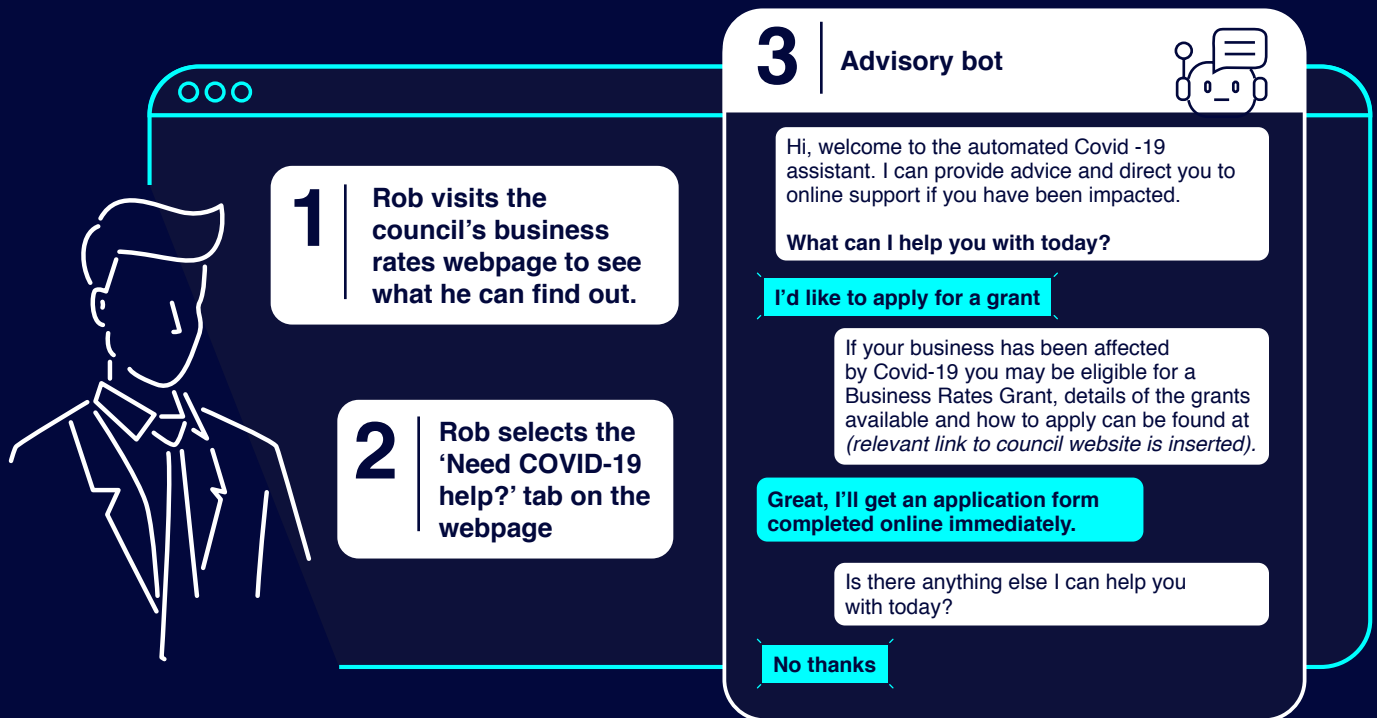 1
Rob visits the
council’s business
rates webpage to see
what he can find out.
2
Rob selects the
‘Need COVID-19
help?’ tab on the
webpage
3
Advisory bot
Hi, welcome to the automated Covid -19
assistant. I can provide advice and direct you to
online support if you have been impacted.
What can I help you with today?
I’d like to apply for a grant
If your business has been affected
by Covid-19 you may be eligible for a
Business Rates Grant, details of the grants
available and how to apply can be found at
(relevant link to council website is inserted).
Great, I’ll get an application form
completed online immediately.
Is there anything else I can help you
with today?
No thanks